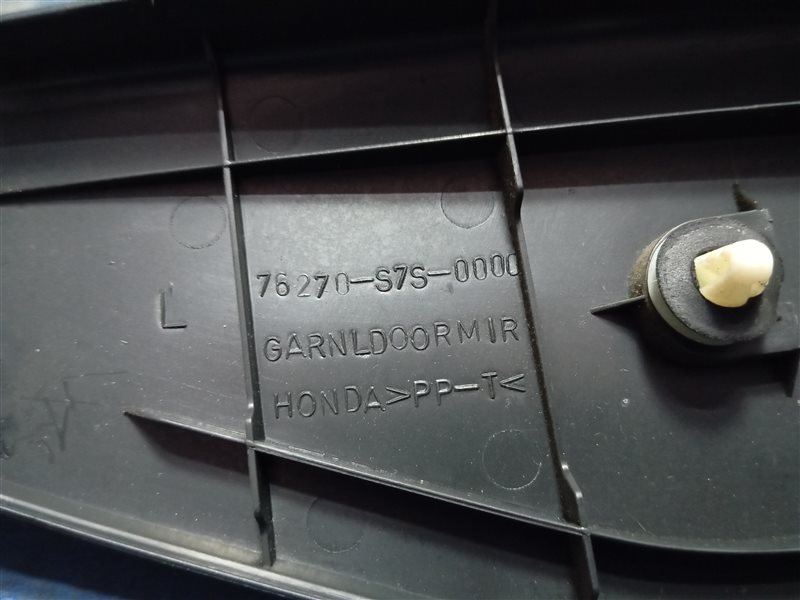 76270-S7S-0000
L
GARNLDOORMIR
HONDA>PP-T<